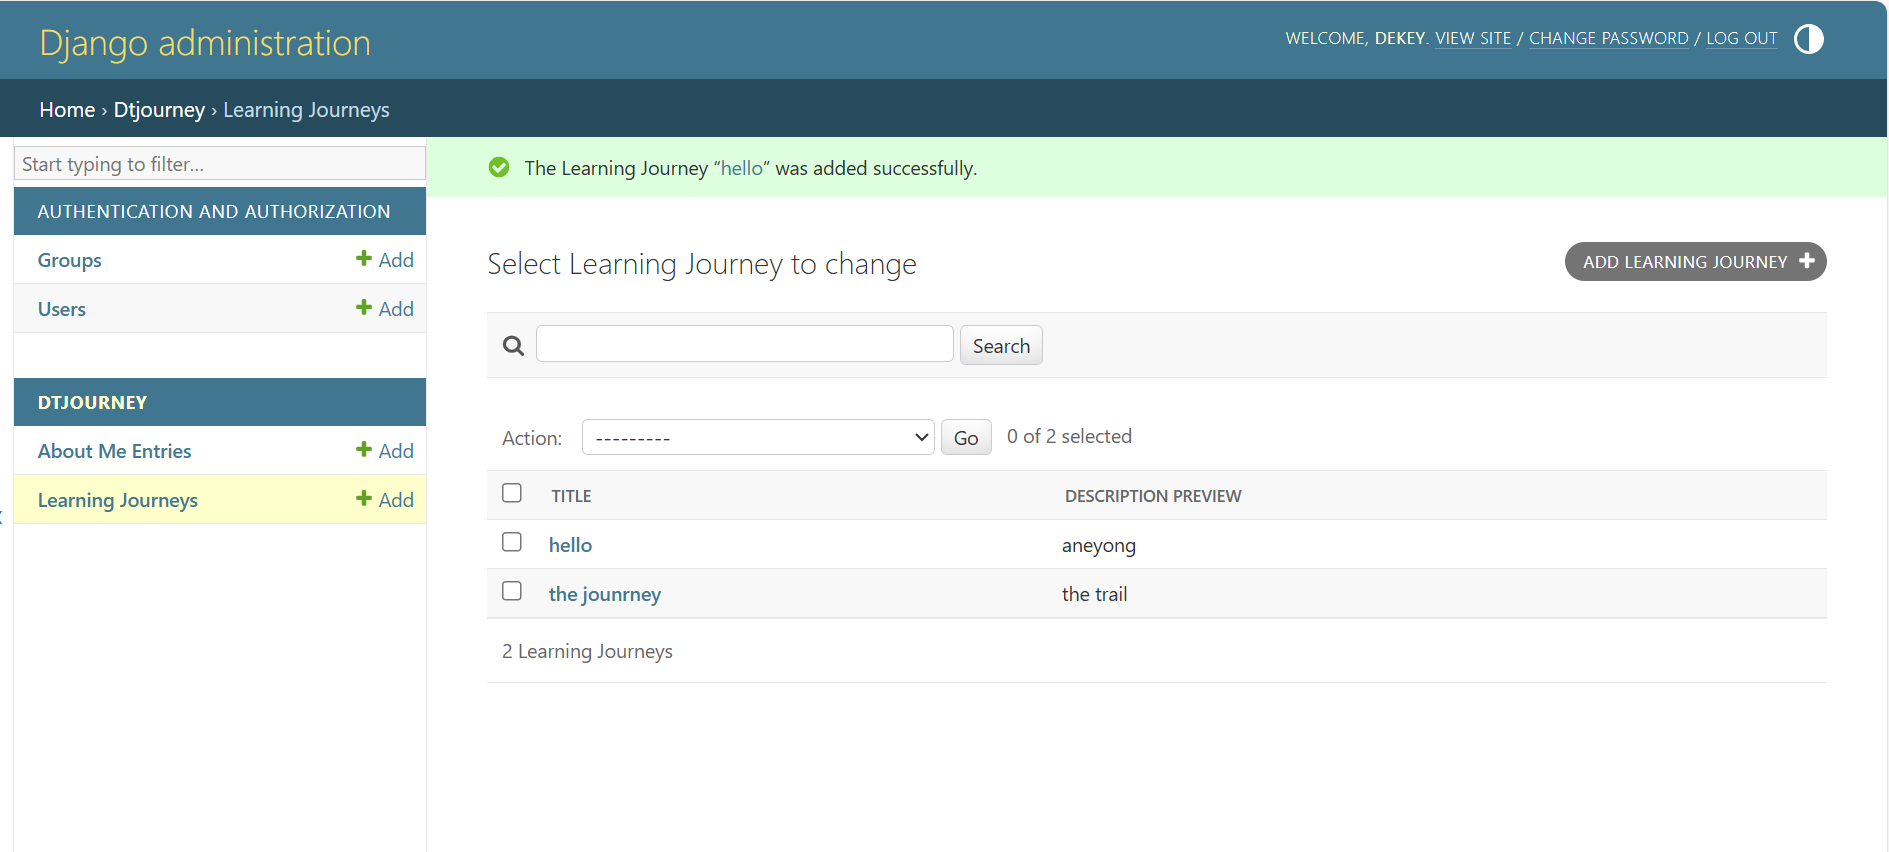 Django administration
WELCOME, DEKEY. VIEW SITE / CHANGE PASSWORD / LOG OUT
Home › Dtjourney › Learning Journeys
Start typing to filter...
AUTHENTICATION AND AUTHORIZATION
Groups Add
Users Add
DTJOURNEY
About Me Entries Add
Learning Journeys Add
The Learning Journey “hello” was added successfully.
Select Learning Journey to change
ADD LEARNING JOURNEY
Search
Action: --------- Go 0 of 2 selected
TITLE DESCRIPTION PREVIEW
hello aneyong
the jounrney the trail
2 Learning Journeys